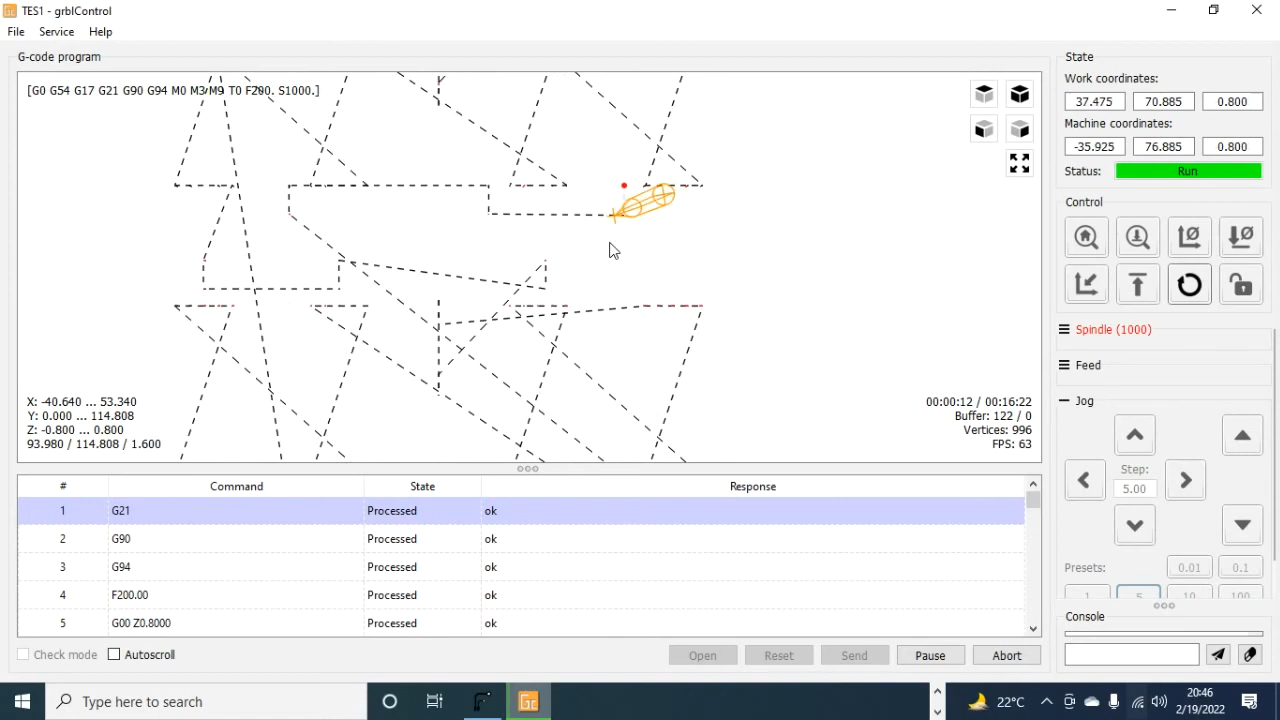 TES1 - grblControl
File Service Help
G-code program
[G0 G54 G17 G21 G90 G94 M0 M3 M9 T0 F200. S1000.]
X: -40.640 ... 53.340
Y: 0.000 ... 114.808
Z: -0.800 ... 0.800
93.980 / 114.808 / 1.600
00:00:12 / 00:16:22
Buffer: 122 / 0
Vertices: 996
FPS: 63
# Command State Response
1 G21 Processed ok
2 G90 Processed ok
3 G94 Processed ok
4 F200.00 Processed ok
5 G00 Z0.8000 Processed ok
Check mode Autoscroll Open Reset Send Pause Abort
State
Work coordinates:
37.475 70.885 0.800
Machine coordinates:
-35.925 76.885 0.800
Status: Run
Control
Spindle (1000)
Feed
Jog
Step:
5.00
Presets: 0.01 0.1
1 5 10 100
Console
Type here to search
22°C
20:46
2/19/2022